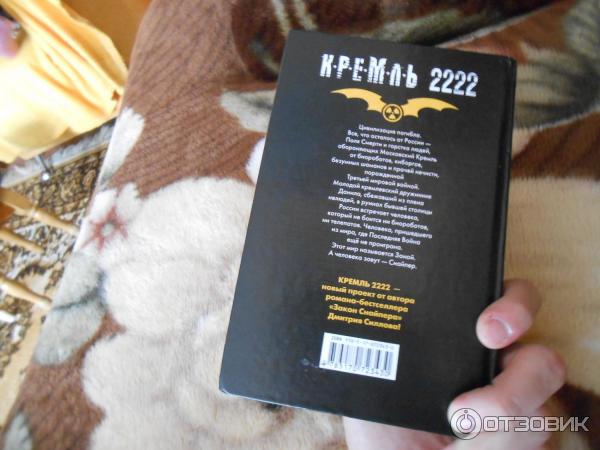 КРЕМЛЬ 2222
Цивилизация погибла.
Все, что осталось от России —
Поля Смерти и горстка людей,
обороняющих Московский Кремль
от биороботов, киборгов,
безумных шаманов и прочей нечисти,
порожденной
Третьей мировой войной.
Молодой кремлевский дружинник
Данила, сбежавший из плена
нелюдей, в руинах бывшей столицы
России встречает человека,
который не боится ни биороботов,
ни телепатов. Человека, пришедшего
из мира, где Последняя Война
ещё не проиграна.
Этот мир называется Зоной.
А человека зовут — Снайпер.
КРЕМЛЬ 2222 —
новый проект от автора
романа-бестселлера
«Закон Снайпера»
Дмитрия Силлова!
ISBN
ОТЗОВИК